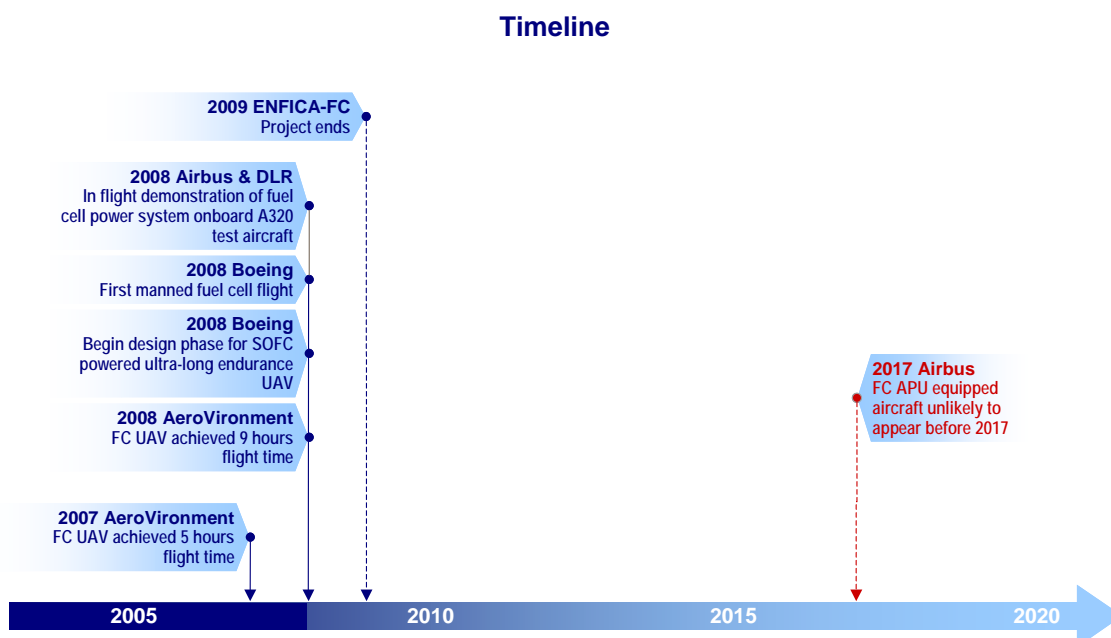 Timeline
2009 ENFICA-FC
Project ends
2008 Airbus & DLR
In flight demonstration of fuel
cell power system onboard A320
test aircraft
2008 Boeing
First manned fuel cell flight
2008 Boeing
Begin design phase for SOFC
powered ultra-long endurance
UAV
2008 AeroVironment
FC UAV achieved 9 hours
flight time
2007 AeroVironment
FC UAV achieved 5 hours
flight time
2017 Airbus
FC APU equipped
aircraft unlikely to
appear before 2017
2005 2010 2015 2020